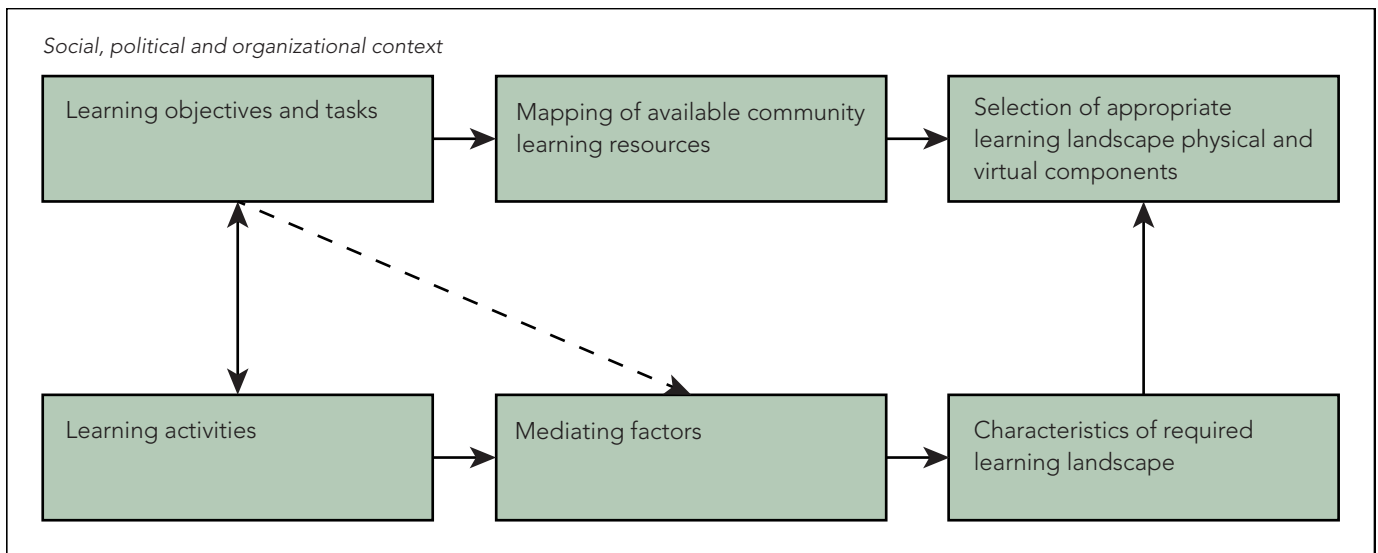 Social, political and organizational context
Learning objectives and tasks
Mapping of available community
learning resources
Selection of appropriate
learning landscape physical and
virtual components
Learning activities
Mediating factors
Characteristics of required
learning landscape